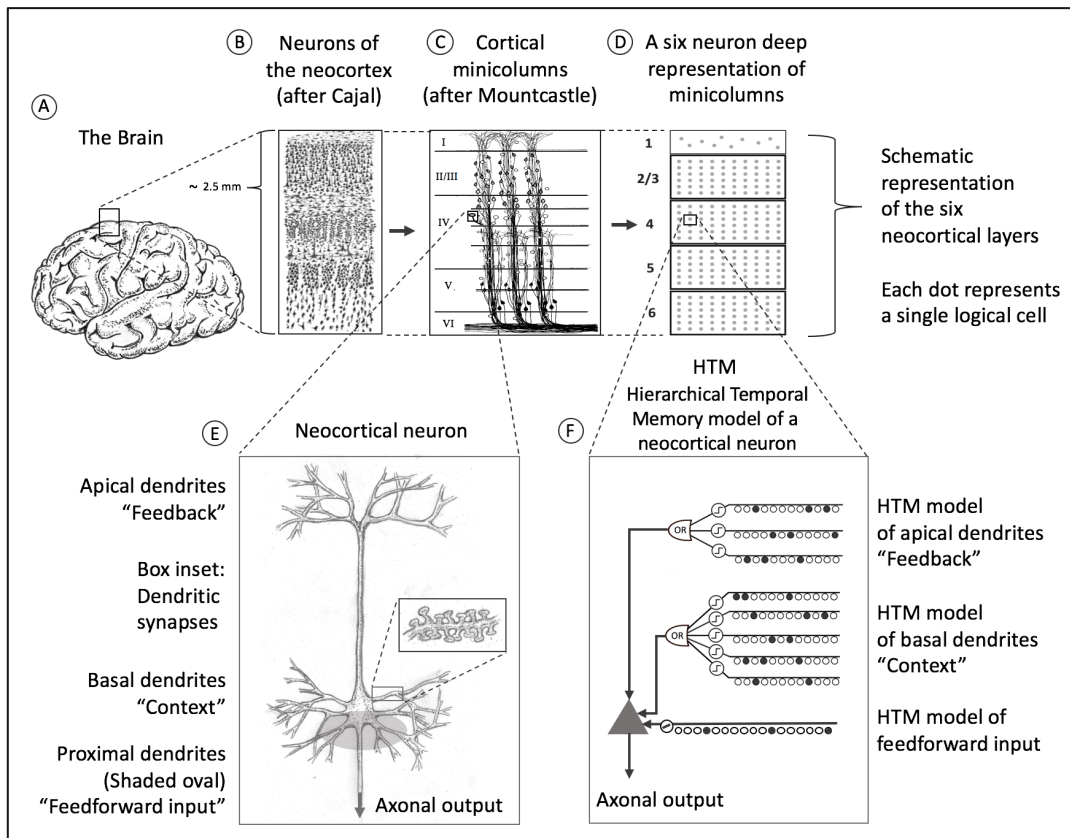 A
The Brain
B
Neurons of
the neocortex
(after Cajal)
C
Cortical
minicolumns
(after Mountcastle)
D
A six neuron deep
representation of
minicolumns
~ 2.5 mm
I
II/III
IV
V
VI
1
2/3
4
5
6
Schematic
representation
of the six
neocortical layers
Each dot represents
a single logical cell
HTM
Hierarchical Temporal
Memory model of a
neocortical neuron
E
Neocortical neuron
Apical dendrites
“Feedback”
Box inset:
Dendritic
synapses
Basal dendrites
“Context”
Proximal dendrites
(Shaded oval)
“Feedforward input”
Axonal output
F
OR
OR
HTM model
of apical dendrites
“Feedback”
HTM model
of basal dendrites
“Context”
HTM model of
feedforward input
Axonal output